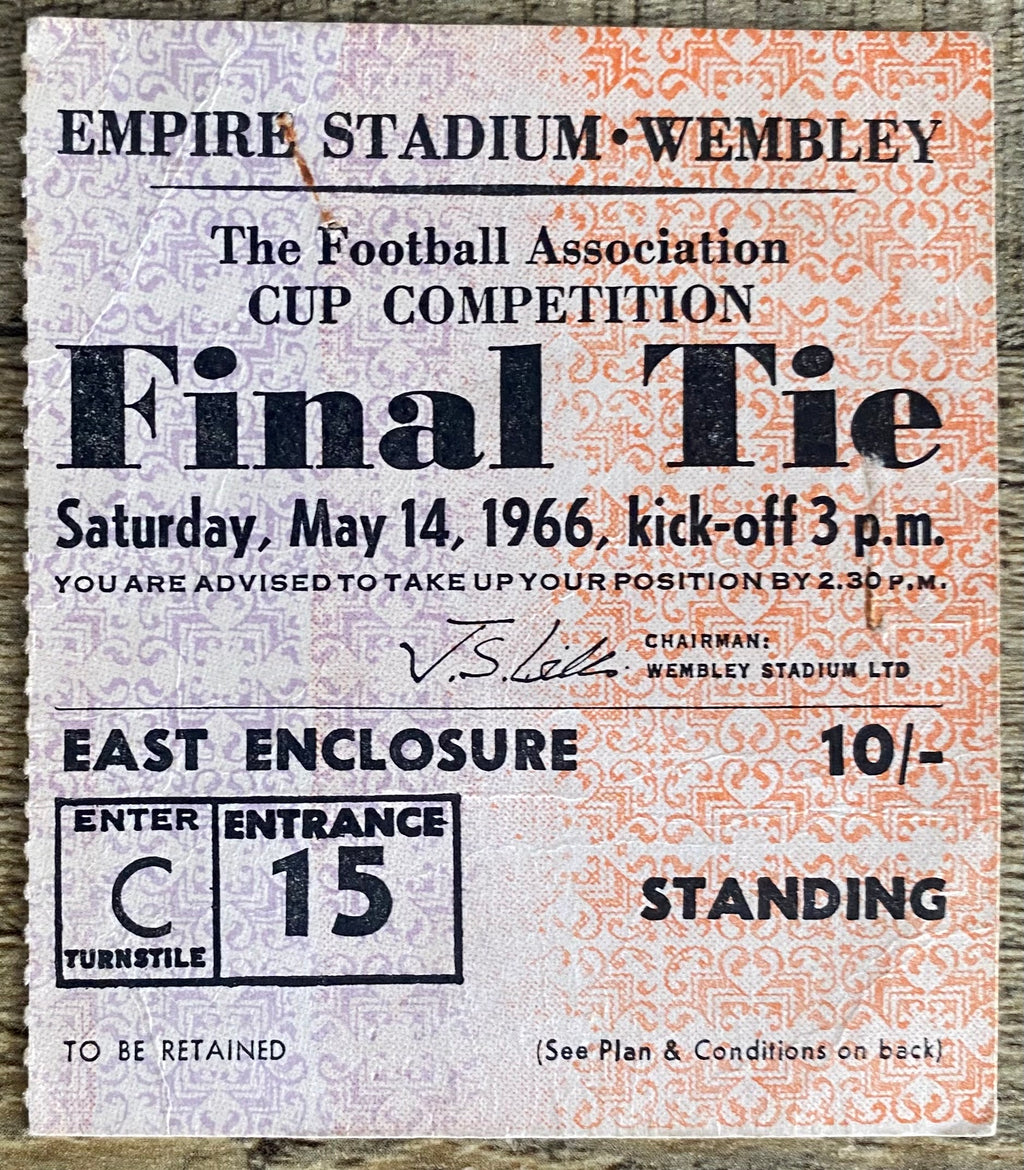 EMPIRE STADIUM · WEMBLEY
The Football Association
CUP COMPETITION
Final Tie
Saturday, May 14, 1966, kick-off 3 p.m.
YOU ARE ADVISED TO TAKE UP YOUR POSITION BY 2.30 P.M.
CHAIRMAN:
WEMBLEY STADIUM LTD
EAST ENCLOSURE 10/-
ENTER
C
TURNSTILE
ENTRANCE
15
STANDING
TO BE RETAINED (See Plan & Conditions on back)